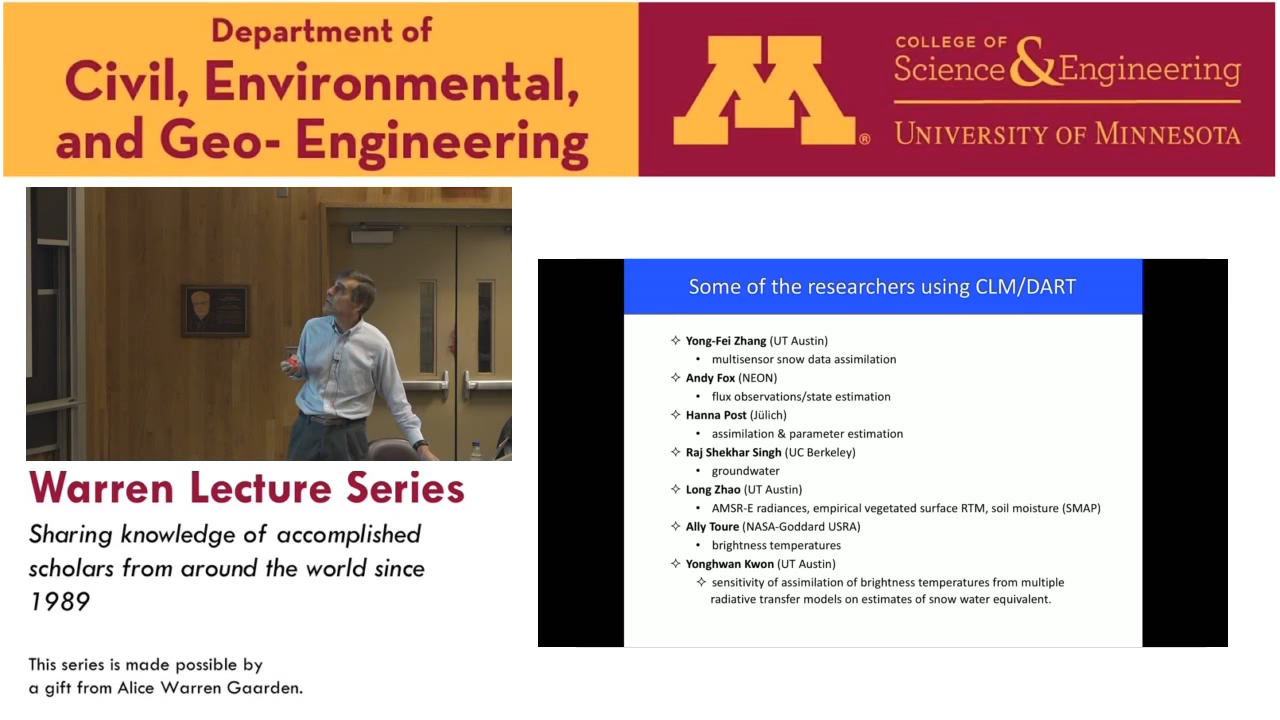 Department of
Civil, Environmental,
and Geo- Engineering
M®
COLLEGE OF
Science & Engineering
UNIVERSITY OF MINNESOTA
Some of the researchers using CLM/DART
✧ Yong-Fei Zhang (UT Austin)
• multisensor snow data assimilation
✧ Andy Fox (NEON)
• flux observations/state estimation
✧ Hanna Post (Jülich)
• assimilation & parameter estimation
✧ Raj Shekhar Singh (UC Berkeley)
• groundwater
✧ Long Zhao (UT Austin)
• AMSR-E radiances, empirical vegetated surface RTM, soil moisture (SMAP)
✧ Ally Toure (NASA-Goddard USRA)
• brightness temperatures
✧ Yonghwan Kwon (UT Austin)
✧ sensitivity of assimilation of brightness temperatures from multiple
radiative transfer models on estimates of snow water equivalent.
Warren Lecture Series
Sharing knowledge of accomplished
scholars from around the world since
1989
This series is made possible by
a gift from Alice Warren Gaarden.